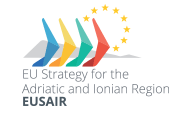 EU Strategy for the
Adriatic and Ionian Region
EUSAIR